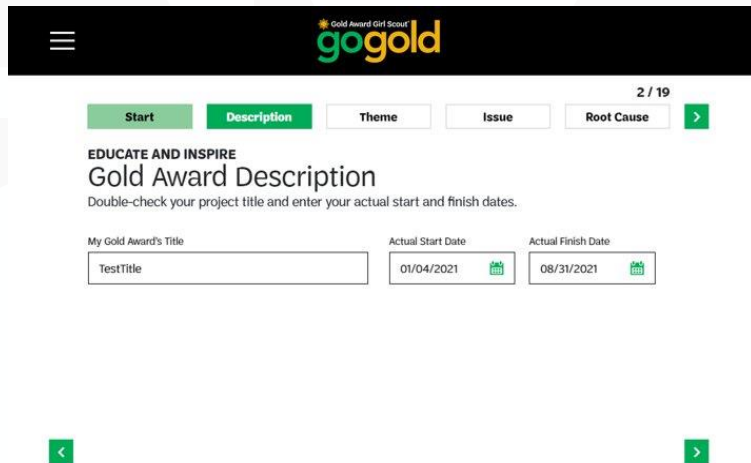 Gold Award Girl Scout
gogold
2 / 19
Start Description Theme Issue Root Cause >
EDUCATE AND INSPIRE
Gold Award Description
Double-check your project title and enter your actual start and finish dates.
My Gold Award's Title Actual Start Date Actual Finish Date
TestTitle 01/04/2021 08/31/2021
< >